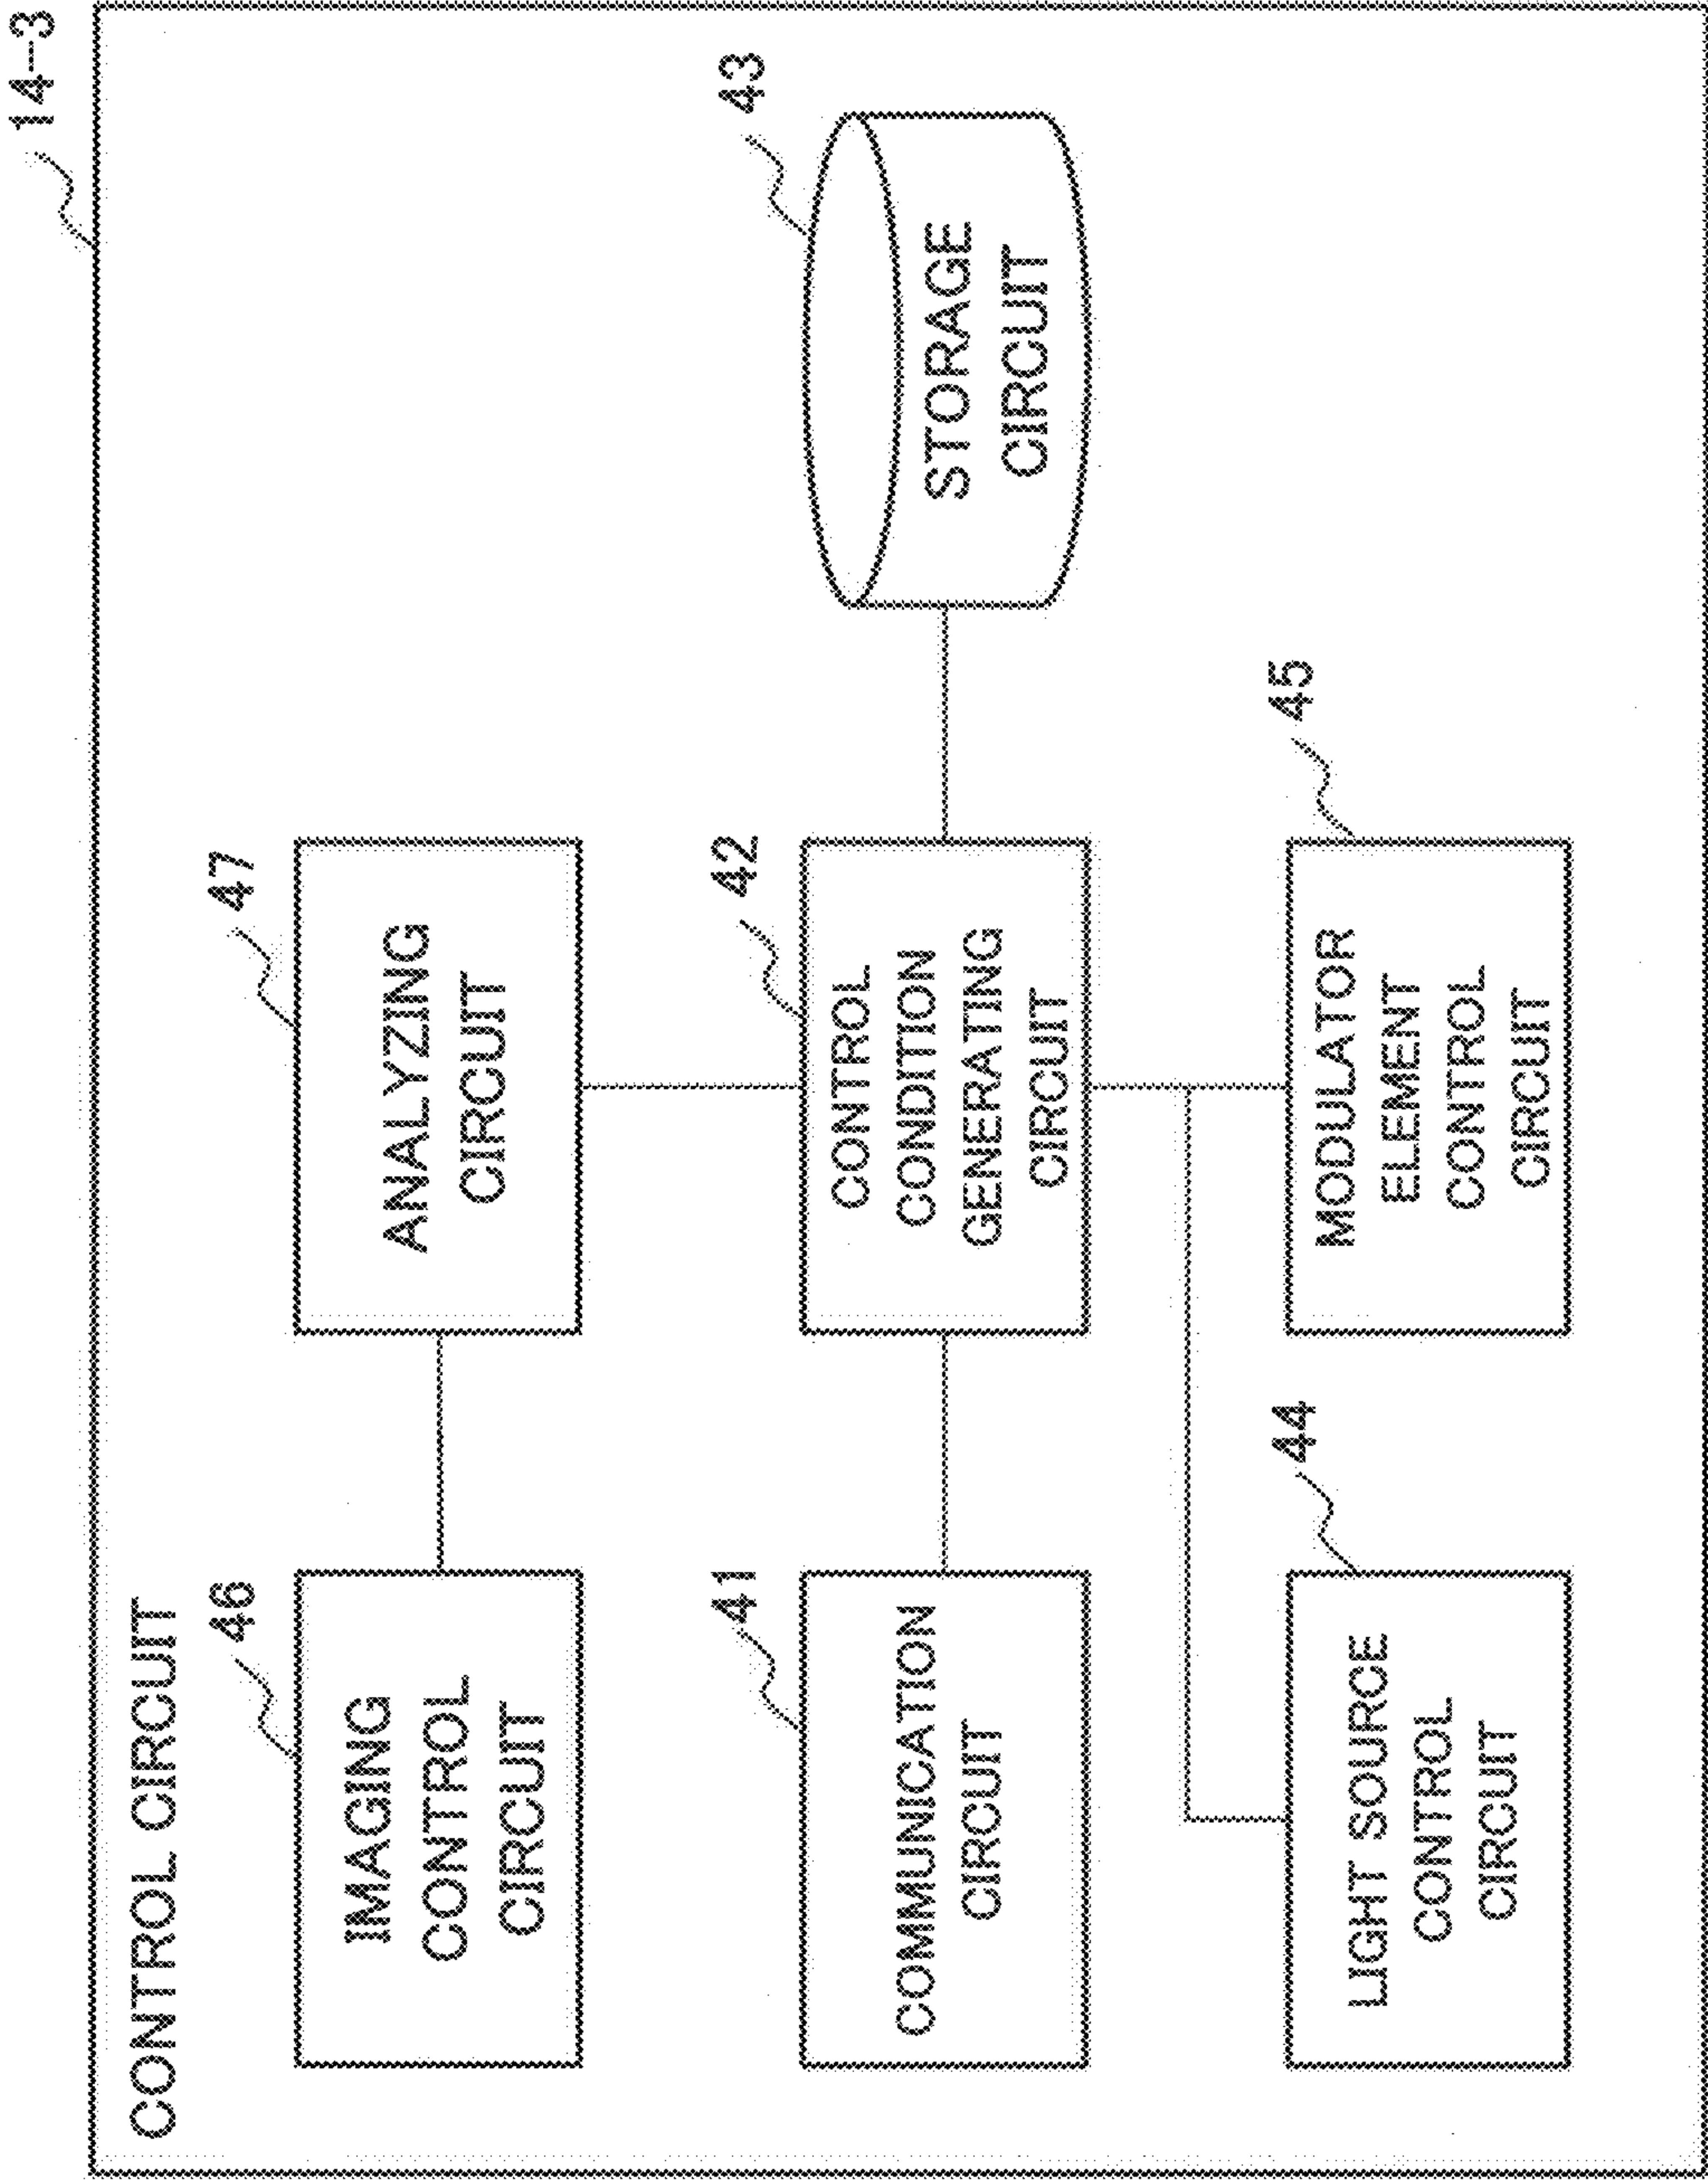 14-3
CONTROL CIRCUIT
46
IMAGING
CONTROL
CIRCUIT
47
ANALYZING
CIRCUIT
41
COMMUNICATION
CIRCUIT
42
CONTROL
CONDITION
GENERATING
CIRCUIT
43
STORAGE
CIRCUIT
44
LIGHT SOURCE
CONTROL
CIRCUIT
45
MODULATOR
ELEMENT
CONTROL
CIRCUIT